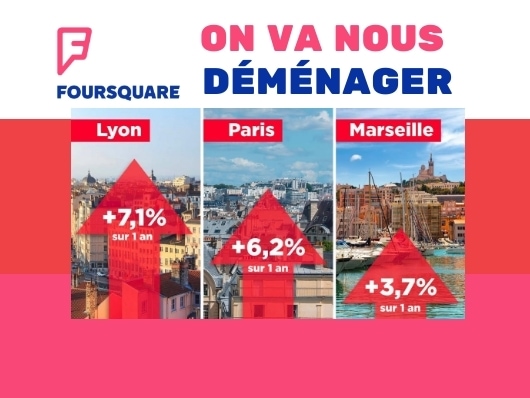 ON VA NOUS
DÉMÉNAGER
FOURSQUARE
Lyon
+7,1%
sur 1 an
Paris
+6,2%
sur 1 an
Marseille
+3,7%
sur 1 an